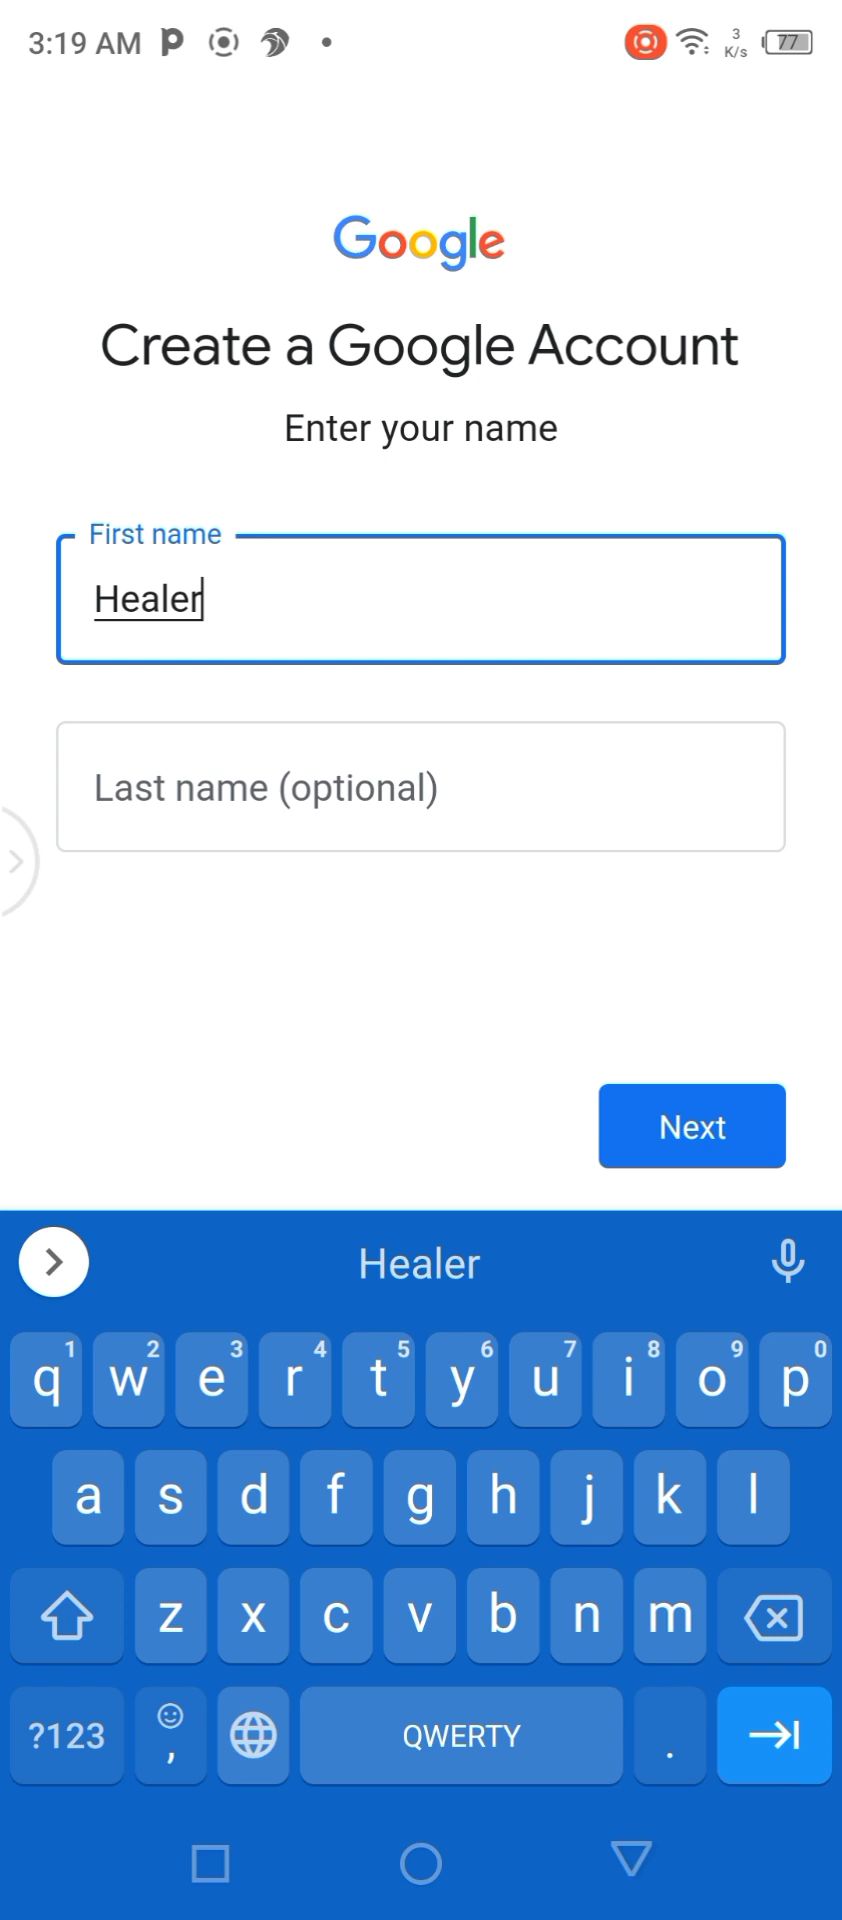 3:19 AM
3
K/s
77
Google
Create a Google Account
Enter your name
First name
Healer
Last name (optional)
Next
Healer
1 2 3 4 5 6 7 8 9 0
q w e r t y u i o p
a s d f g h j k l
z x c v b n m
?123 , QWERTY .